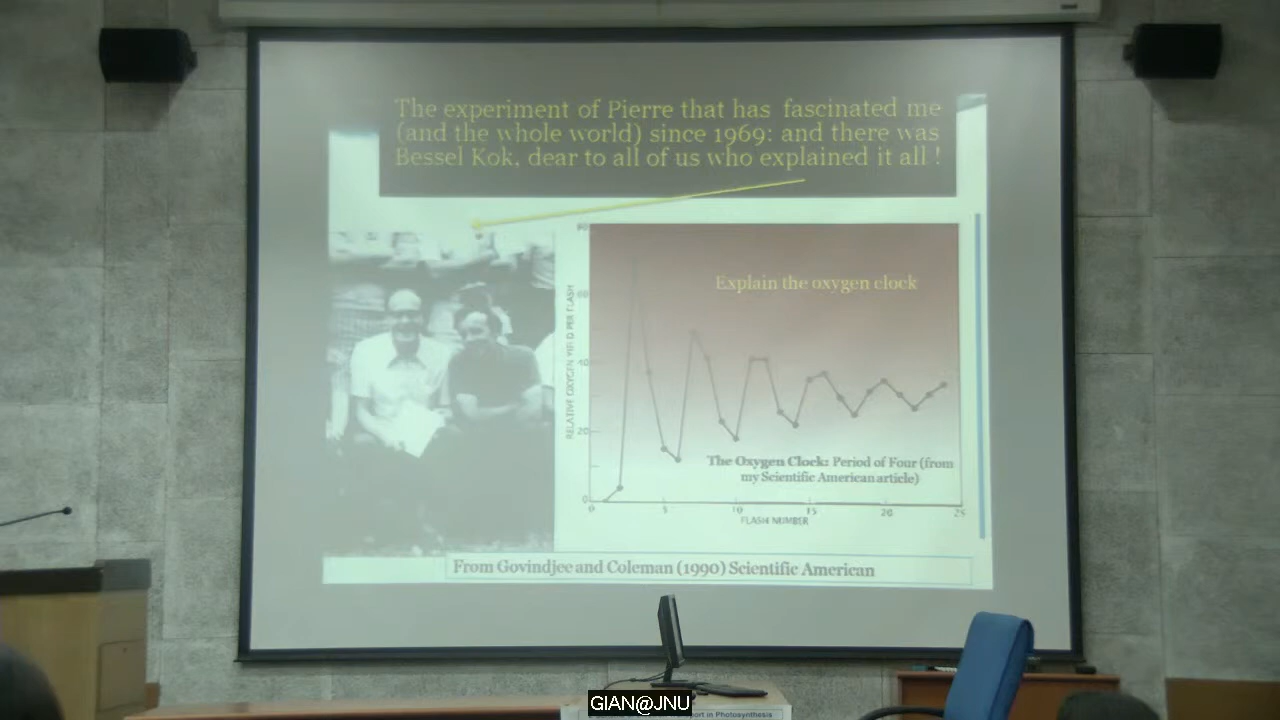 The experiment of Pierre that has fascinated me
(and the whole world) since 1969: and there was
Bessel Kok, dear to all of us who explained it all !
Explain the oxygen clock
RELATIVE OXYGEN YIELD PER FLASH
80
60
40
20
0
The Oxygen Clock: Period of Four (from
my Scientific American article)
0 5 10 15 20 25
FLASH NUMBER
From Govindjee and Coleman (1990) Scientific American
GIAN@JNU
in Photosynthesis